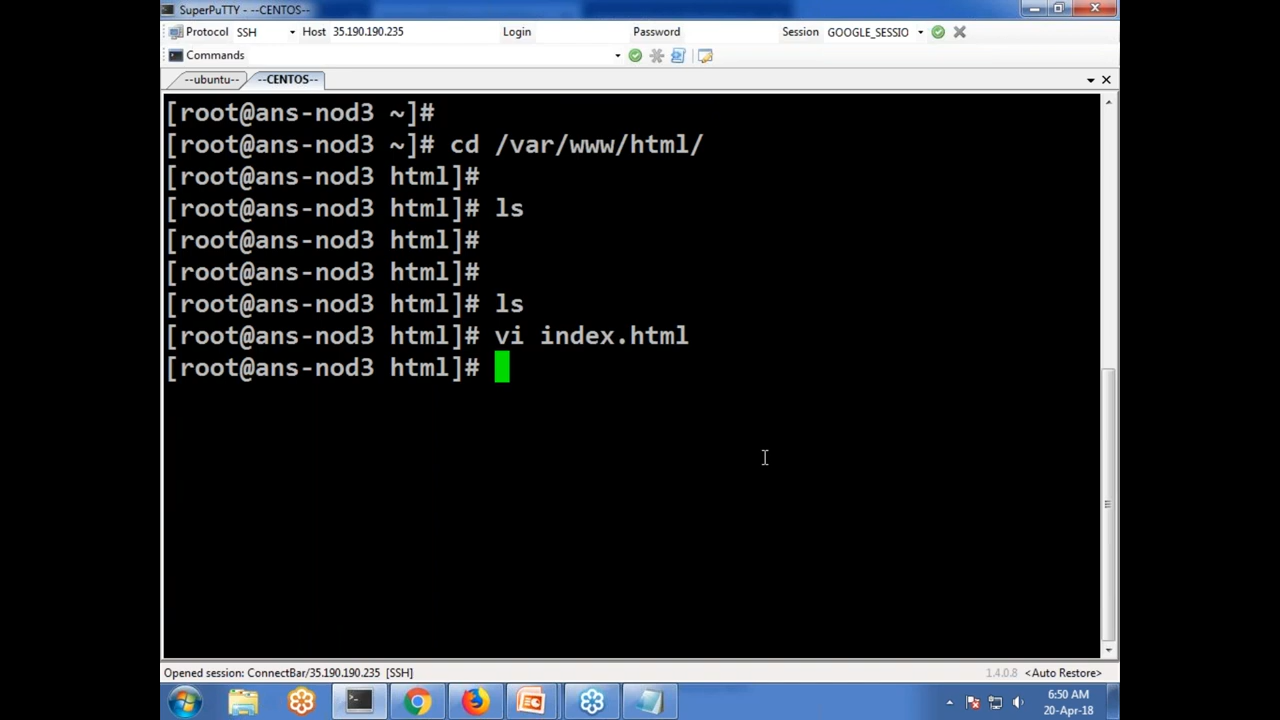 SuperPuTTY - --CENTOS--
Protocol SSH Host 35.190.190.235 Login Password Session GOOGLE_SESSIO
Commands
--ubuntu-- --CENTOS--
[root@ans-nod3 ~]#
[root@ans-nod3 ~]# cd /var/www/html/
[root@ans-nod3 html]#
[root@ans-nod3 html]# ls
[root@ans-nod3 html]#
[root@ans-nod3 html]#
[root@ans-nod3 html]# ls
[root@ans-nod3 html]# vi index.html
[root@ans-nod3 html]#
Opened session: ConnectBar/35.190.190.235 [SSH] 1.4.0.8 <Auto Restore>
6:50 AM
20-Apr-18